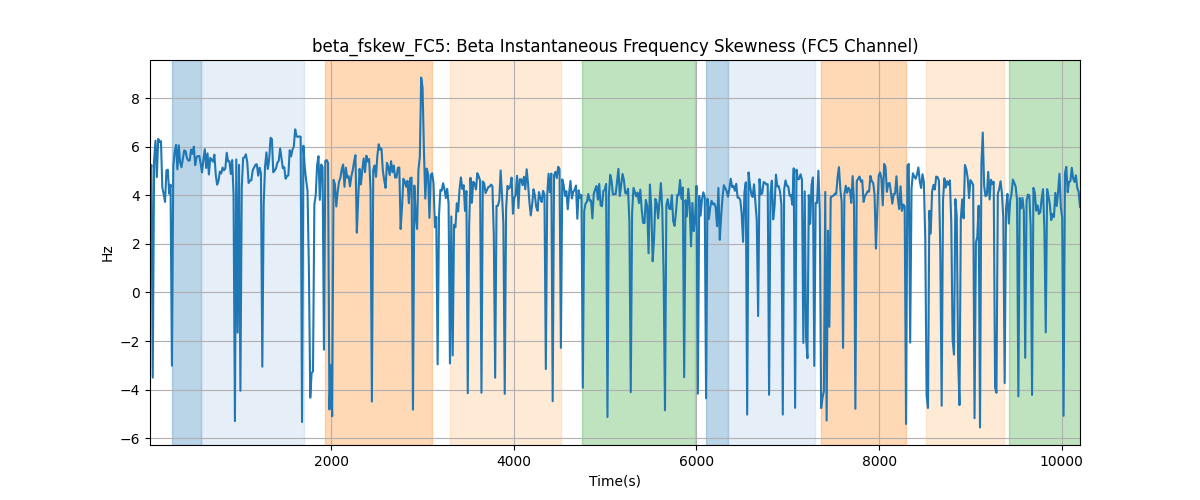 beta_fskew_FC5: Beta Instantaneous Frequency Skewness (FC5 Channel)
8
6
4
2
0
−2
−4
−6
Hz
2000 4000 6000 8000 10000
Time(s)